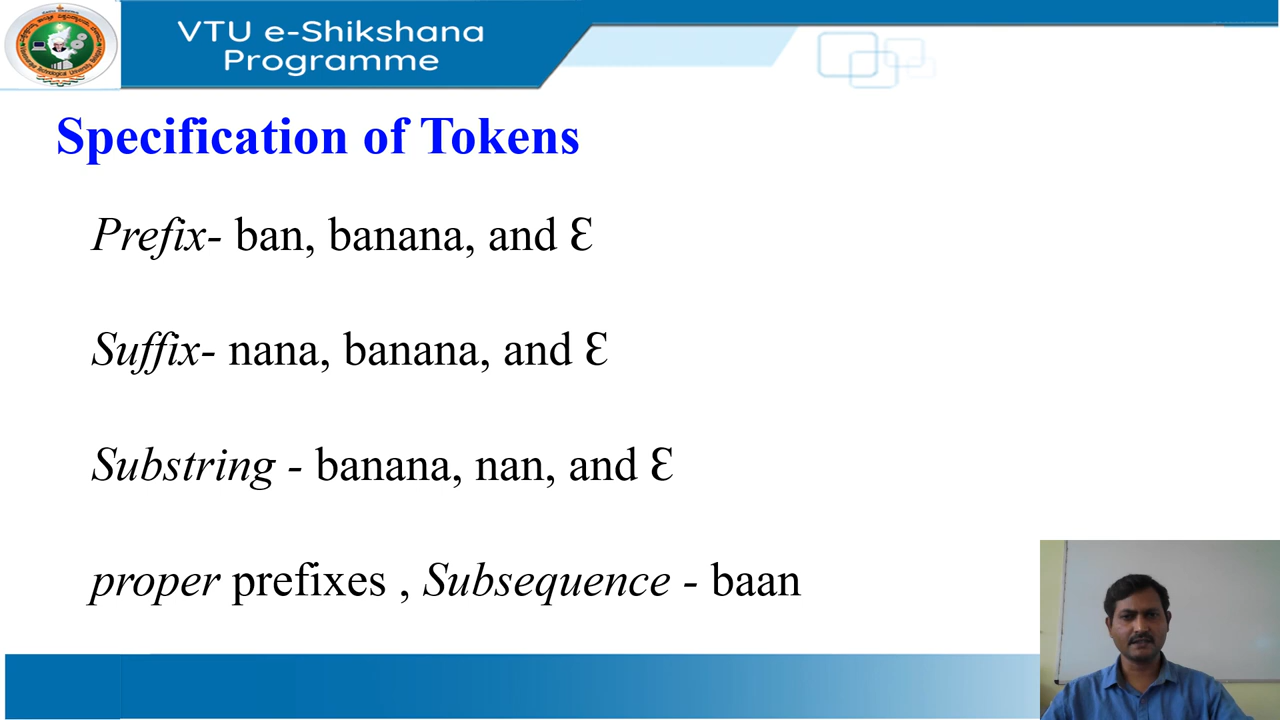 VTU e-Shikshana
Programme
Specification of Tokens
Prefix- ban, banana, and Ɛ
Suffix- nana, banana, and Ɛ
Substring - banana, nan, and Ɛ
proper prefixes , Subsequence - baan